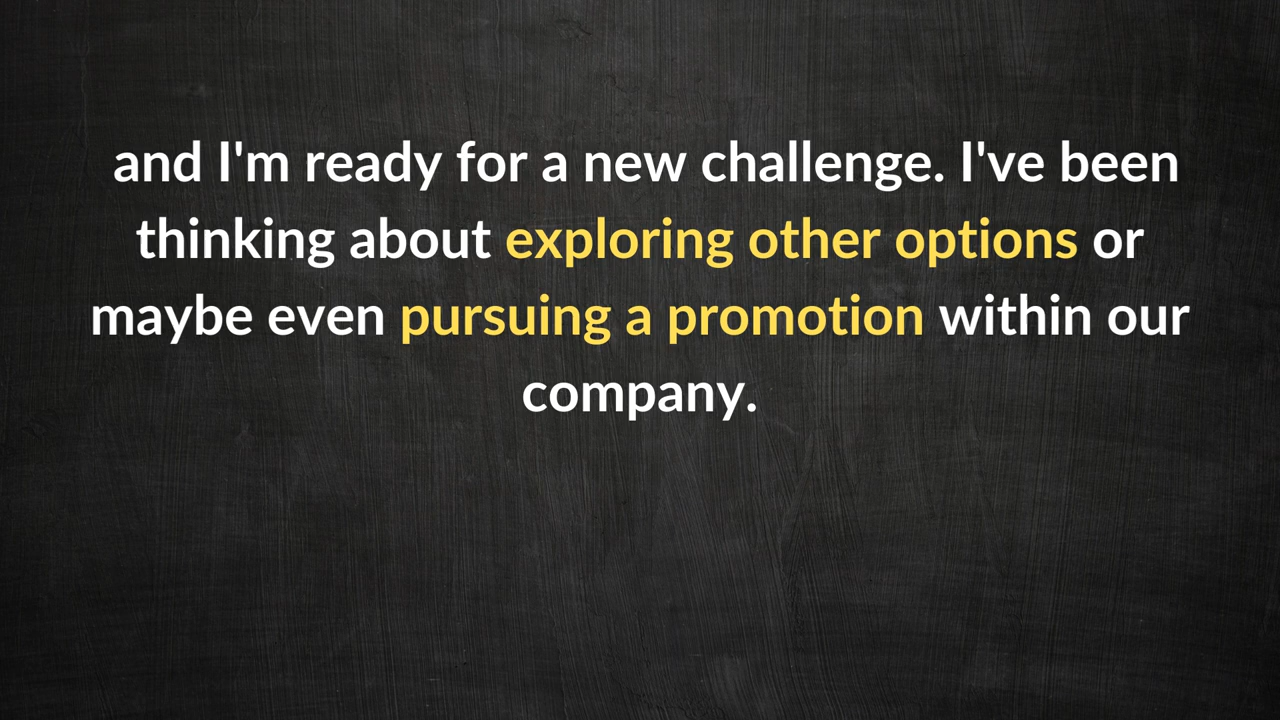 and I'm ready for a new challenge. I've been
thinking about exploring other options or
maybe even pursuing a promotion within our
company.